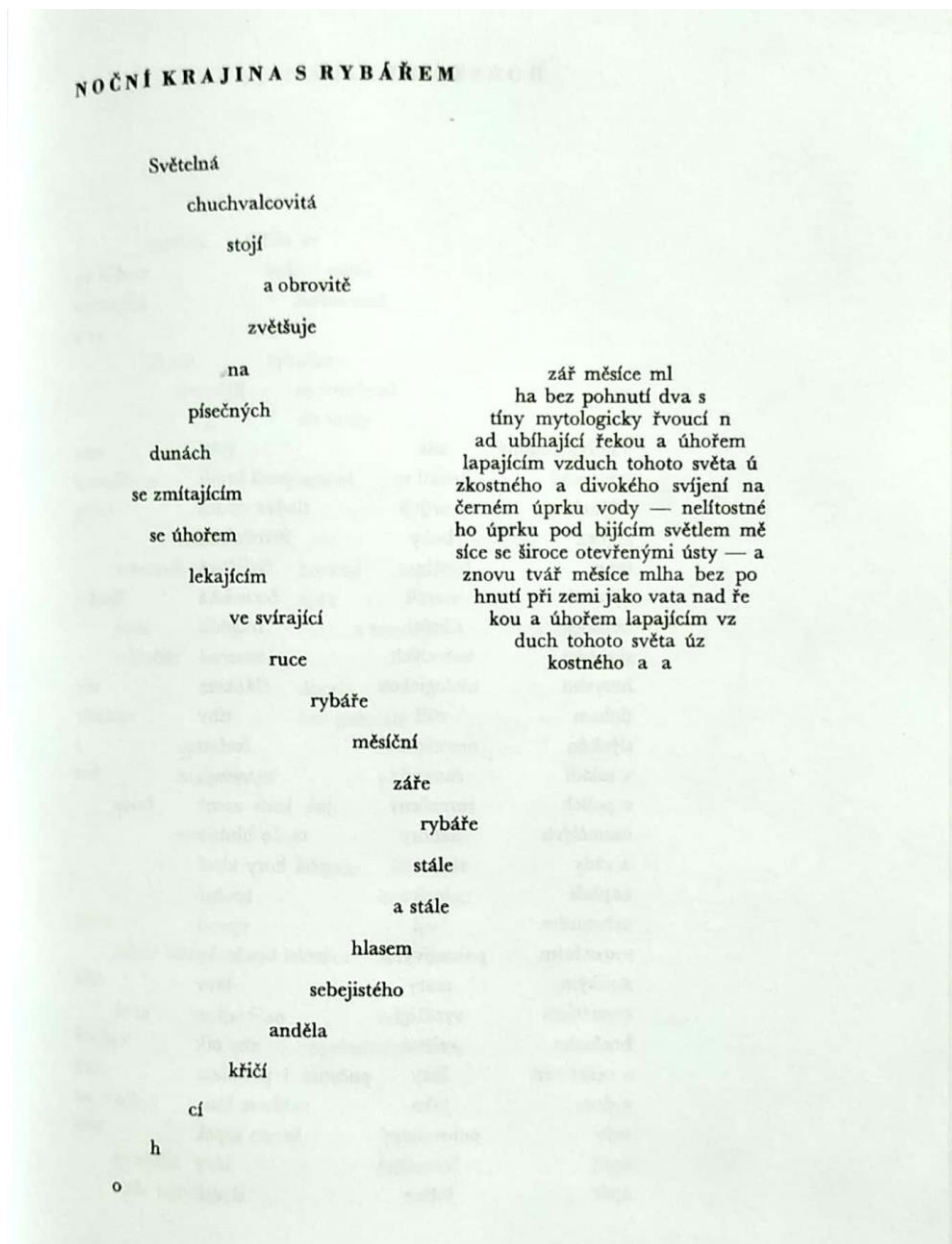 NOČNÍ KRAJINA S RYBÁŘEM
Světelná
chuchvalcovitá
stojí
a obrovitě
zvětšuje
na
písečných
dunách
se zmítajícím
se úhořem
lekajícím
ve svírající
ruce
rybáře
měsíční
záře
rybáře
stále
a stále
hlasem
sebejistého
anděla
křičí
cí
h
o
zář měsíce ml
ha bez pohnutí dva s
tíny mytologicky řvoucí n
ad ubíhající řekou a úhořem
lapajícím vzduch tohoto světa ú
zkostného a divokého svíjení na
černém úprku vody — nelítostné
ho úprku pod bijícím světlem mě
síce se široce otevřenými ústy — a
znovu tvář měsíce mlha bez po
hnutí při zemi jako vata nad ře
kou a úhořem lapajícím vz
duch tohoto světa úz
kostného a a